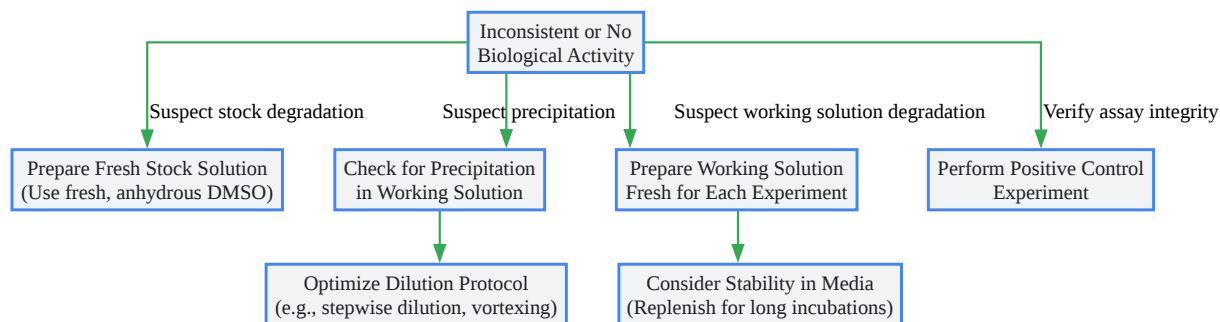 Inconsistent or No
Biological Activity
Suspect stock degradation
Suspect precipitation
Suspect working solution degradation
Verify assay integrity
Prepare Fresh Stock Solution
(Use fresh, anhydrous DMSO)
Check for Precipitation
in Working Solution
Prepare Working Solution
Fresh for Each Experiment
Perform Positive Control
Experiment
Optimize Dilution Protocol
(e.g., stepwise dilution, vortexing)
Consider Stability in Media
(Replenish for long incubations)